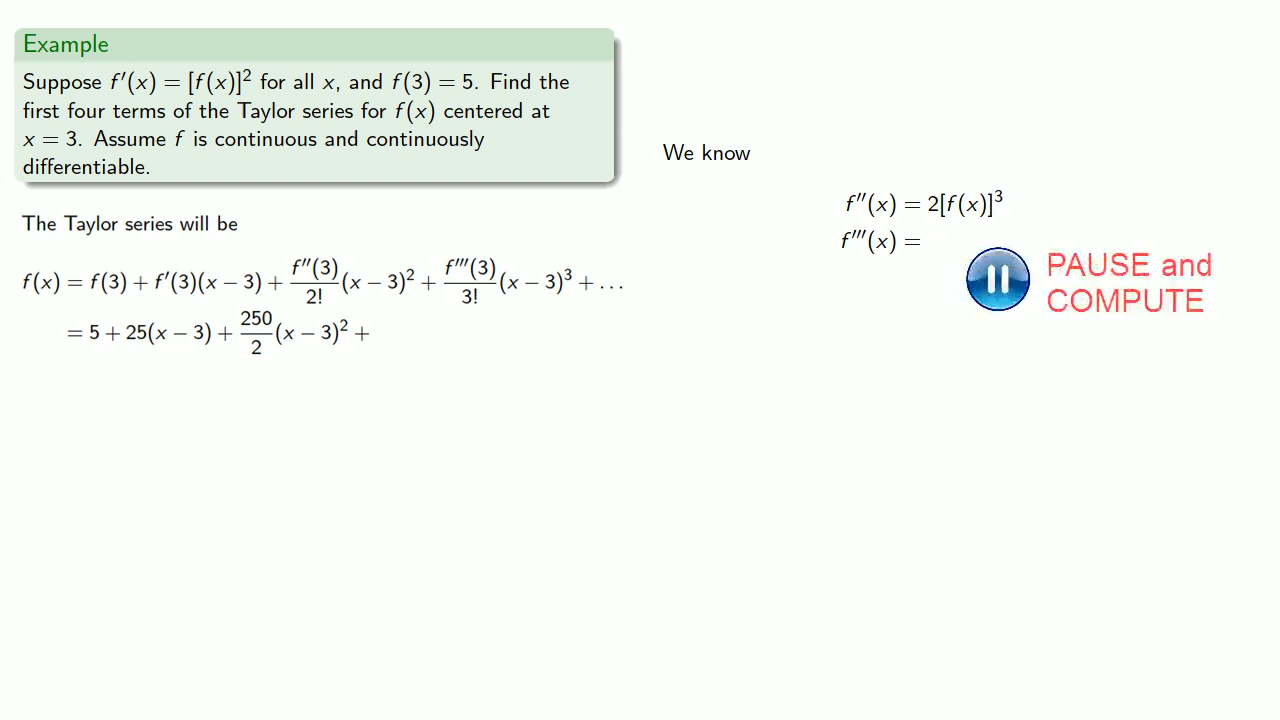 Example
Suppose f′(x) = [f(x)]² for all x, and f(3) = 5. Find the
first four terms of the Taylor series for f(x) centered at
x = 3. Assume f is continuous and continuously
differentiable.
The Taylor series will be
f(x) = f(3) + f′(3)(x − 3) + f″(3)/2! (x − 3)² + f‴(3)/3! (x − 3)³ + …
= 5 + 25(x − 3) + 250/2 (x − 3)² +
We know
f″(x) = 2[f(x)]³
f‴(x) =
PAUSE and
COMPUTE